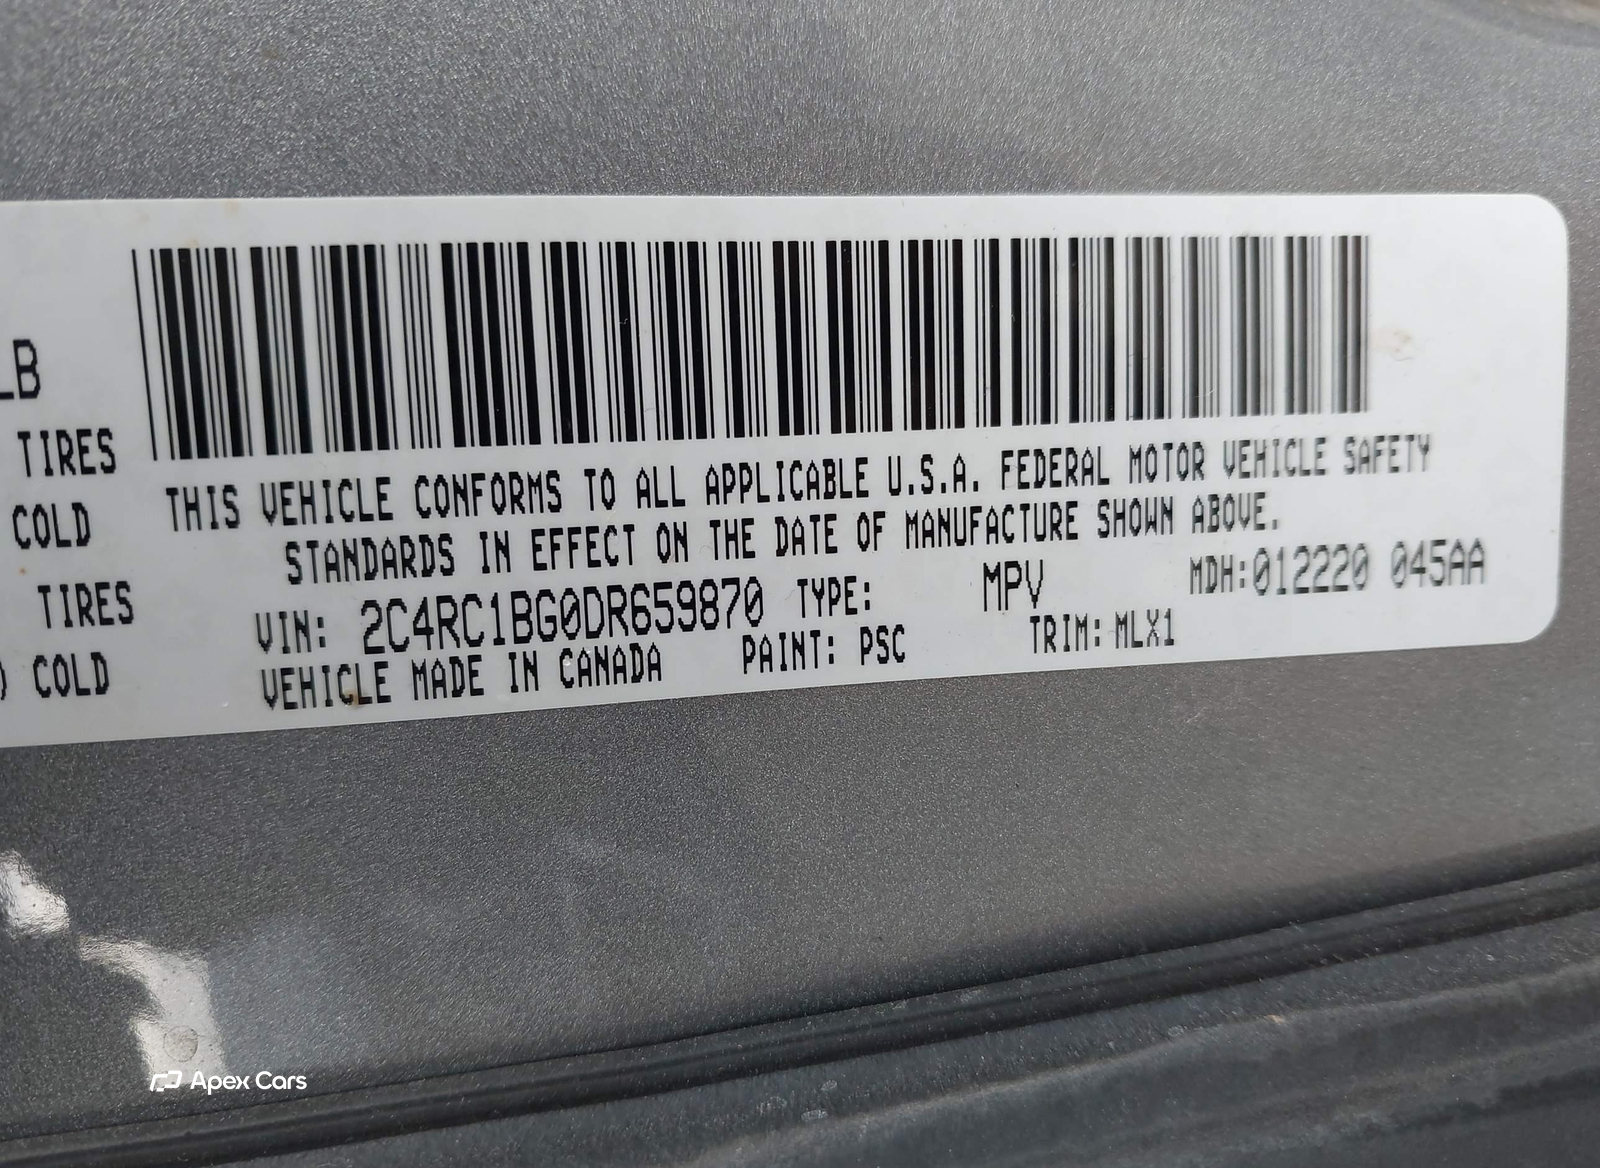 LB
TIRES
COLD
TIRES
) COLD
THIS VEHICLE CONFORMS TO ALL APPLICABLE U.S.A. FEDERAL MOTOR VEHICLE SAFETY
STANDARDS IN EFFECT ON THE DATE OF MANUFACTURE SHOWN ABOVE.
VIN: 2C4RC1BG0DR659870 TYPE: MPV MDH:012220 045AA
VEHICLE MADE IN CANADA PAINT: PSC TRIM: MLX1
Apex Cars